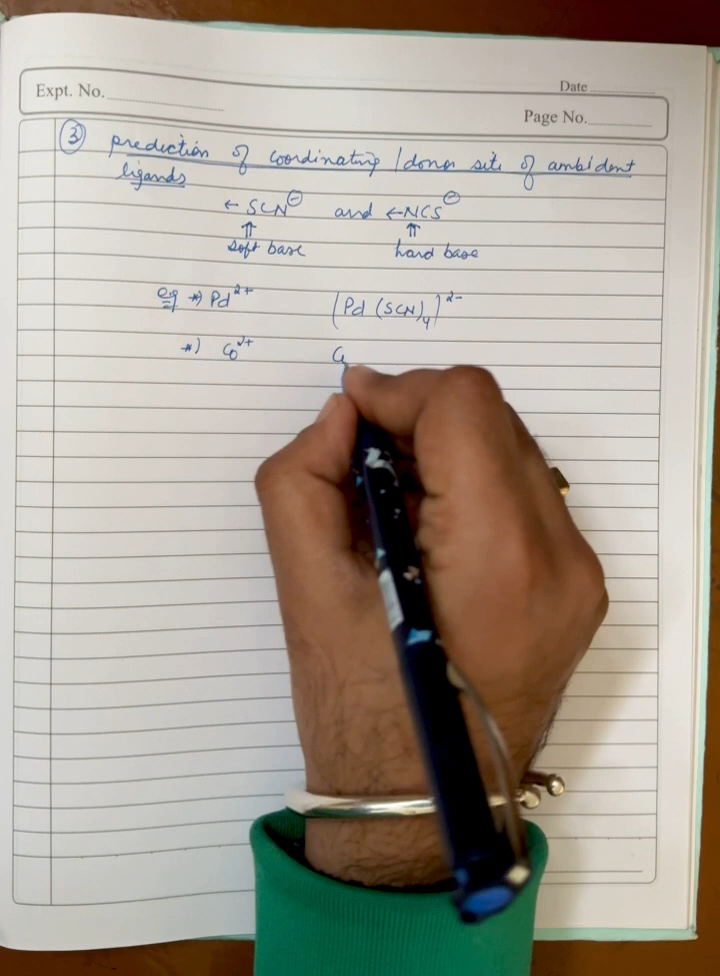 Expt. No.
Date
Page No.
③ prediction of coordinating / donor site of ambident
ligands
← SCN⊖ and ← NCS⊖
⇑ ⇑
soft base hard base
e.g *) Pd²⁺ [Pd (SCN)₄]²⁻
*) Co²⁺ C